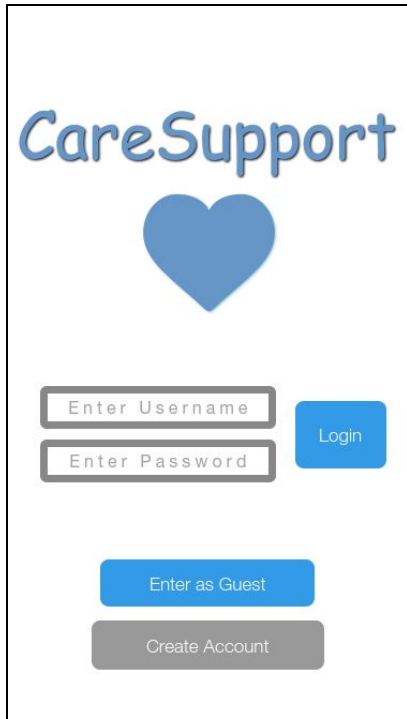 CareSupport
Enter Username
Login
Enter Password
Enter as Guest
Create Account